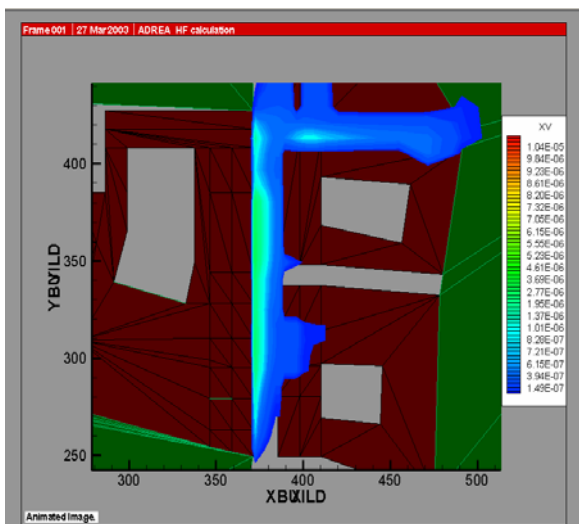 Frame 001 | 27 Mar 2003 | ADREA HF calculation
XV
1.04E-05
9.84E-06
9.23E-06
8.61E-06
8.20E-06
7.32E-06
7.05E-06
6.15E-06
5.55E-06
5.23E-06
4.61E-06
3.69E-06
2.77E-06
1.95E-06
1.37E-06
1.01E-06
8.28E-07
7.21E-07
6.15E-07
3.94E-07
1.49E-07
400
350
300
250
300
350
400
450
500
Animated Image.